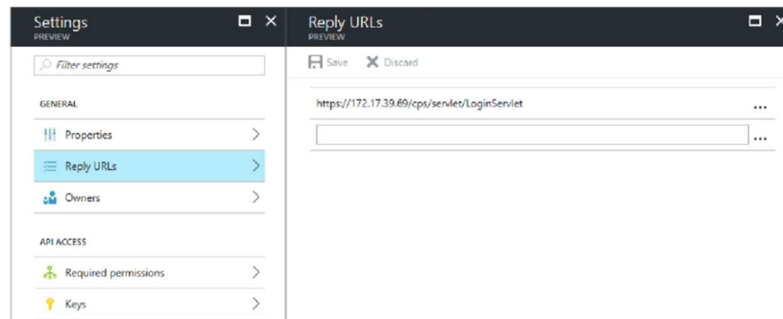 Settings
PREVIEW
Filter settings
GENERAL
Properties
Reply URLs
Owners
API ACCESS
Required permissions
Keys
Reply URLs
PREVIEW
Save Discard
https://172.17.39.69/cps/servlet/LoginServlet
...
...